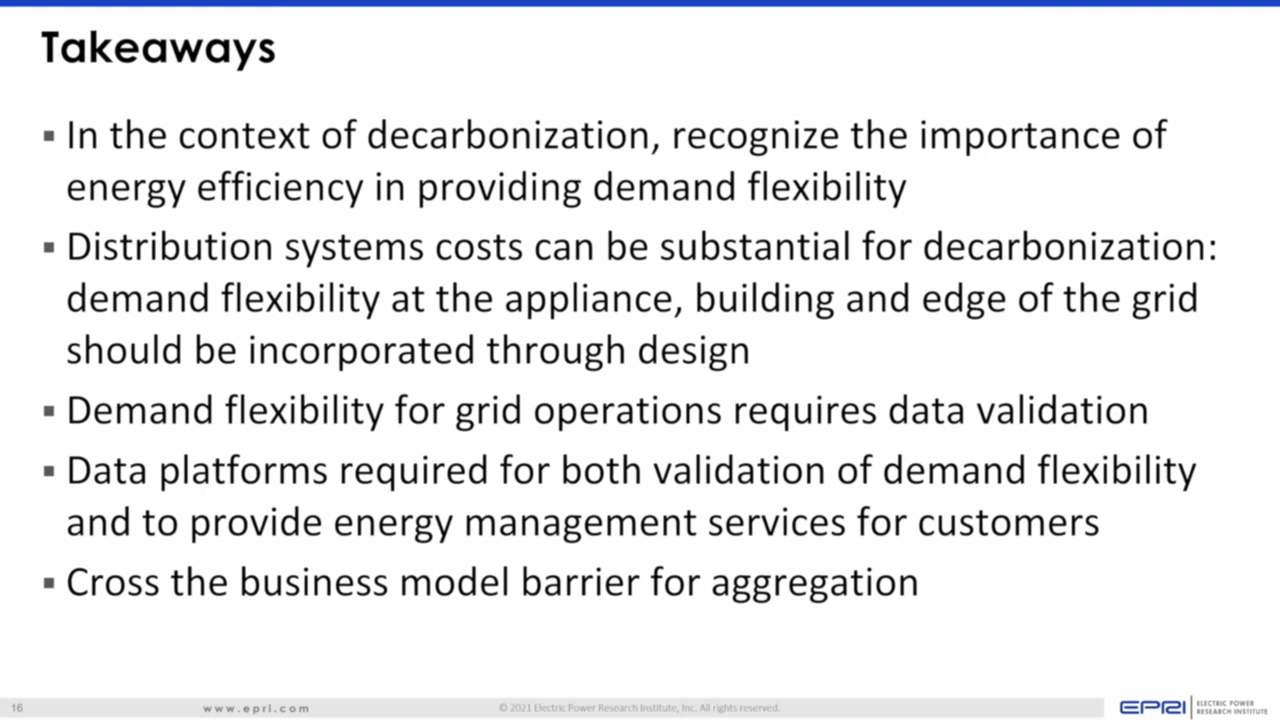 Takeaways
▪ In the context of decarbonization, recognize the importance of
energy efficiency in providing demand flexibility
▪ Distribution systems costs can be substantial for decarbonization:
demand flexibility at the appliance, building and edge of the grid
should be incorporated through design
▪ Demand flexibility for grid operations requires data validation
▪ Data platforms required for both validation of demand flexibility
and to provide energy management services for customers
▪ Cross the business model barrier for aggregation
16
www.epri.com
© 2021 Electric Power Research Institute, Inc. All rights reserved.
EPRI
ELECTRIC POWER
RESEARCH INSTITUTE